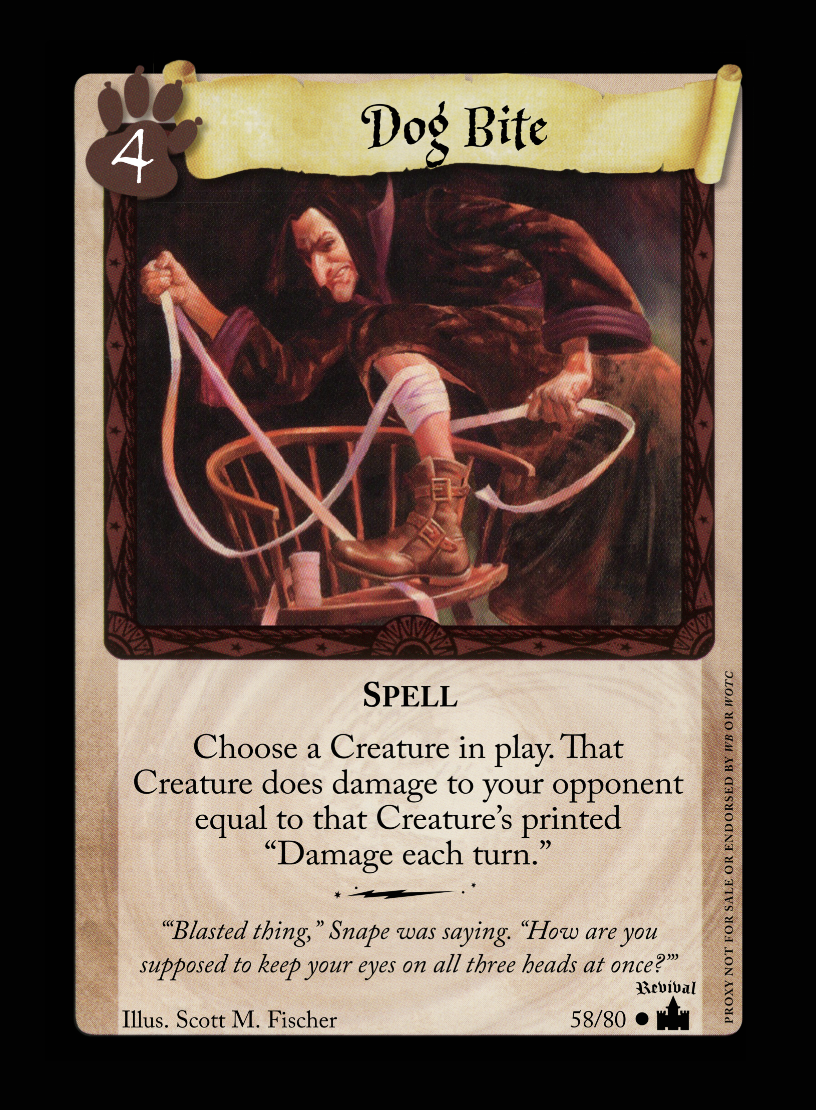 4
Dog Bite
SPELL
Choose a Creature in play. That
Creature does damage to your opponent
equal to that Creature’s printed
“Damage each turn.”
“‘Blasted thing,” Snape was saying. “How are you
supposed to keep your eyes on all three heads at once?’”
Revival
Illus. Scott M. Fischer
58/80
PROXY NOT FOR SALE OR ENDORSED BY WB OR WOTC